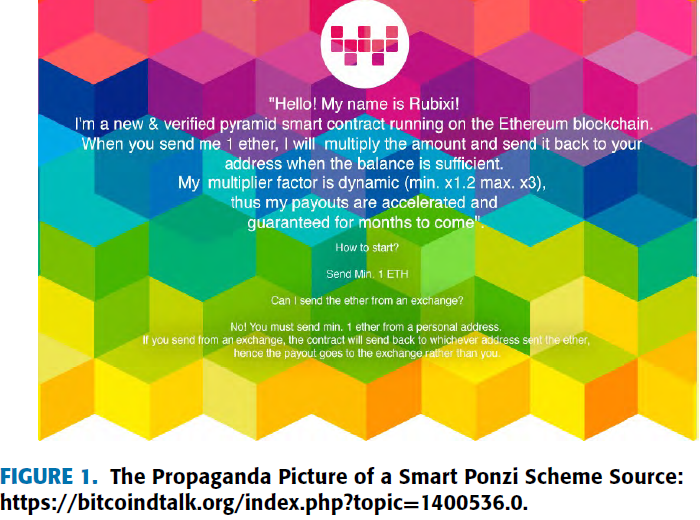 "Hello! My name is Rubixi!
I'm a new & verified pyramid smart contract running on the Ethereum blockchain.
When you send me 1 ether, I will multiply the amount and send it back to your
address when the balance is sufficient.
My multiplier factor is dynamic (min. x1.2 max. x3),
thus my payouts are accelerated and
guaranteed for months to come".
How to start?
Send Min. 1 ETH
Can I send the ether from an exchange?
No! You must send min. 1 ether from a personal address.
If you send from an exchange, the contract will send back to whichever address sent the ether,
hence the payout goes to the exchange rather than you.
FIGURE 1. The Propaganda Picture of a Smart Ponzi Scheme Source:
https://bitcoindtalk.org/index.php?topic=1400536.0.